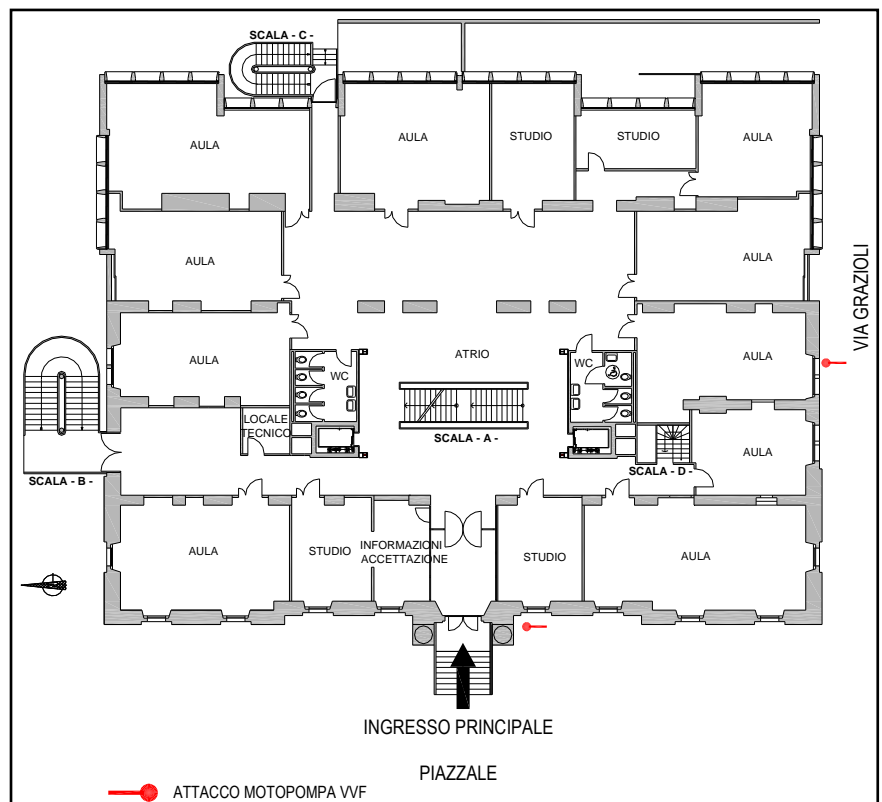 SCALA - C -
AULA
AULA
STUDIO
STUDIO
AULA
AULA
AULA
VIA GRAZIOLI
AULA
WC
ATRIO
WC
AULA
LOCALE
TECNICO
SCALA - A -
AULA
SCALA - B -
SCALA - D -
AULA
STUDIO
INFORMAZIONI
ACCETTAZIONE
STUDIO
AULA
INGRESSO PRINCIPALE
PIAZZALE
ATTACCO MOTOPOMPA VVF